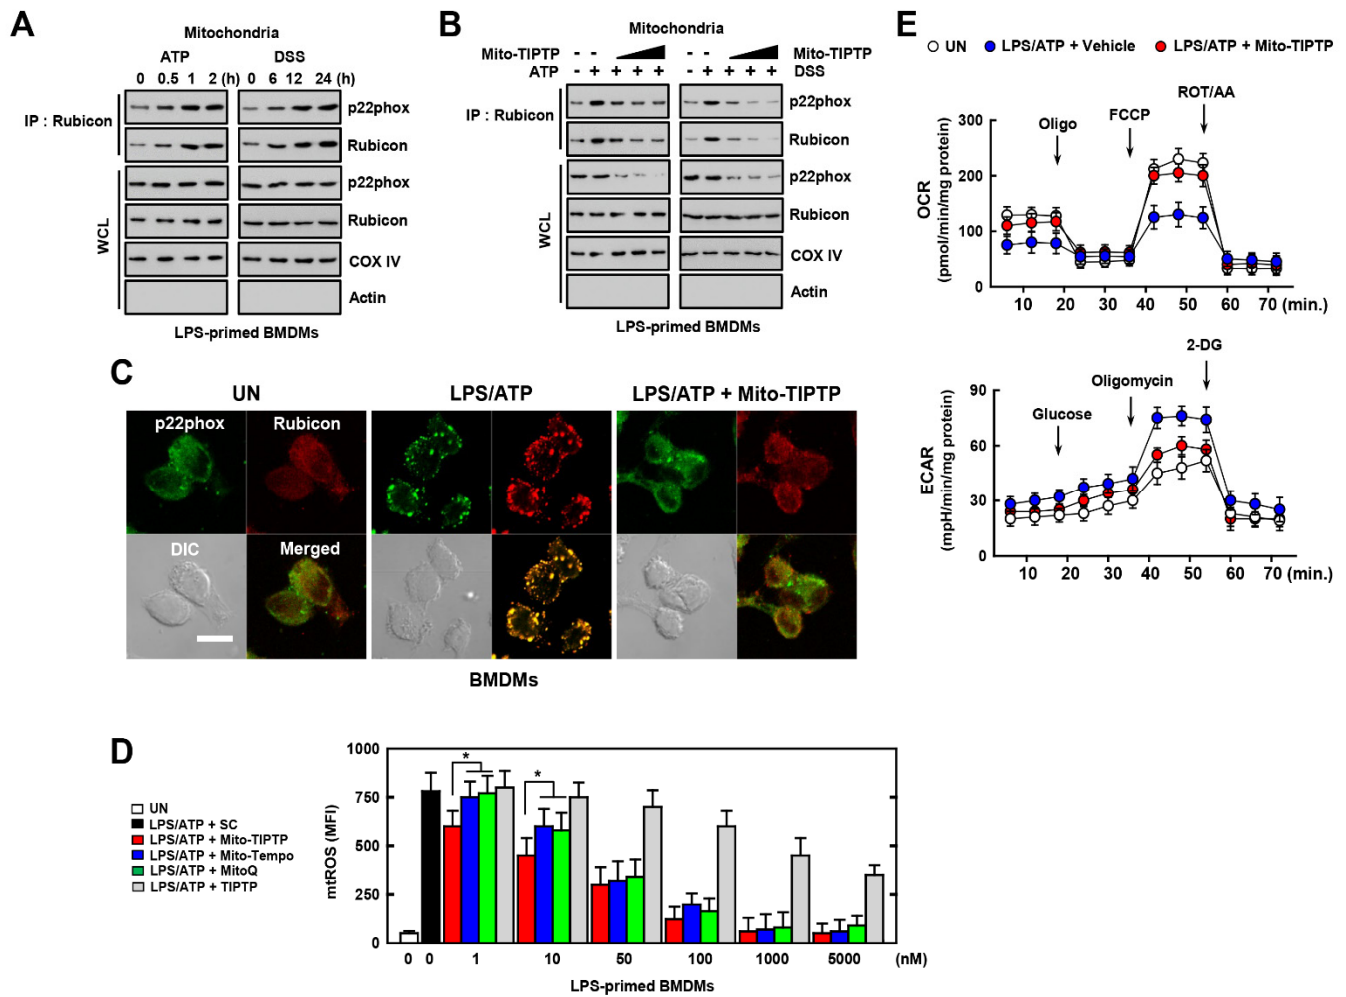 A
Mitochondria
ATP DSS
0 0.5 1 2 (h) 0 6 12 24 (h)
IP : Rubicon
p22phox
Rubicon
WCL
p22phox
Rubicon
COX IV
Actin
LPS-primed BMDMs
B
Mitochondria
Mito-TIPTP - - - - Mito-TIPTP
ATP - + + + + - + + + + DSS
IP : Rubicon
p22phox
Rubicon
WCL
p22phox
Rubicon
COX IV
Actin
LPS-primed BMDMs
C
UN LPS/ATP LPS/ATP + Mito-TIPTP
p22phox Rubicon
DIC Merged
BMDMs
D
UN
LPS/ATP + SC
LPS/ATP + Mito-TIPTP
LPS/ATP + Mito-Tempo
LPS/ATP + MitoQ
LPS/ATP + TIPTP
mtROS (MFI)
1000
750
500
250
0
* *
0 0 1 10 50 100 1000 5000 (nM)
LPS-primed BMDMs
E
UN LPS/ATP + Vehicle LPS/ATP + Mito-TIPTP
Oligo FCCP ROT/AA
OCR
(pmol/min/mg protein)
300
200
100
0
10 20 30 40 50 60 70 (min.)
Glucose Oligomycin 2-DG
ECAR
(mpH/min/mg protein)
90
60
30
0
10 20 30 40 50 60 70 (min.)